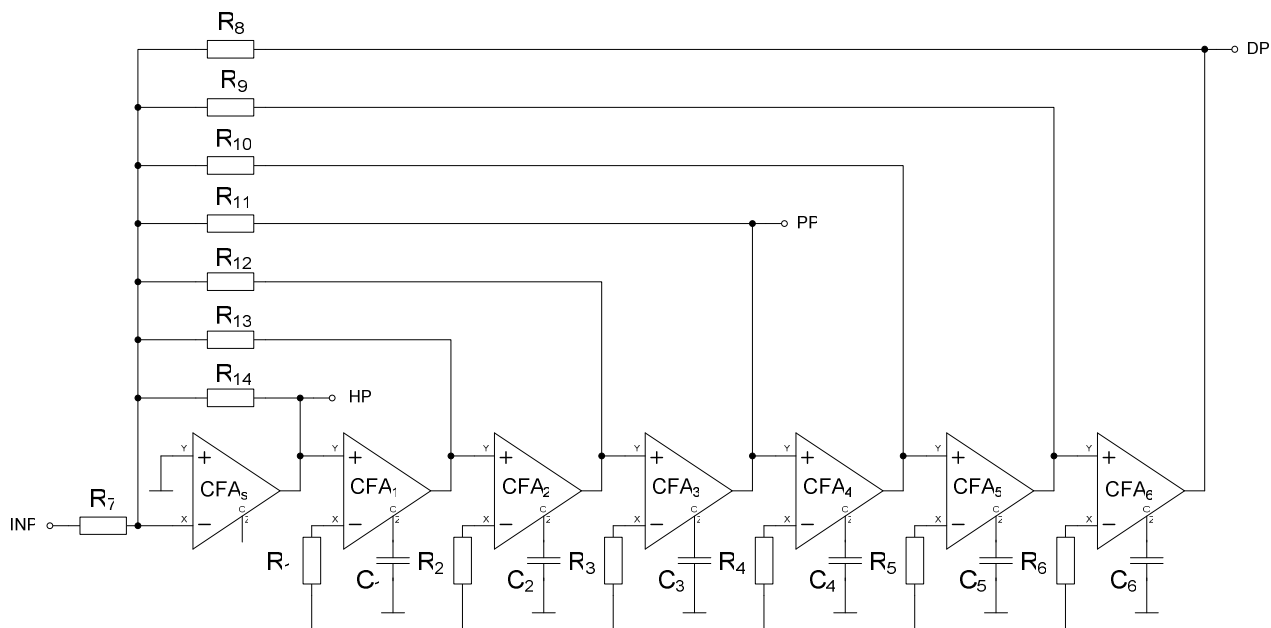 R8
DP
R9
R10
R11
PP
R12
R13
R14
HP
Y
+
CFAs
X
−
C
Z
INP
R7
Y
+
CFA1
X
−
C
Z
Y
+
CFA2
X
−
C
Z
Y
+
CFA3
X
−
C
Z
Y
+
CFA4
X
−
C
Z
Y
+
CFA5
X
−
C
Z
Y
+
CFA6
X
−
C
Z
R2
C2
R3
C3
R4
C4
R5
C5
R6
C6